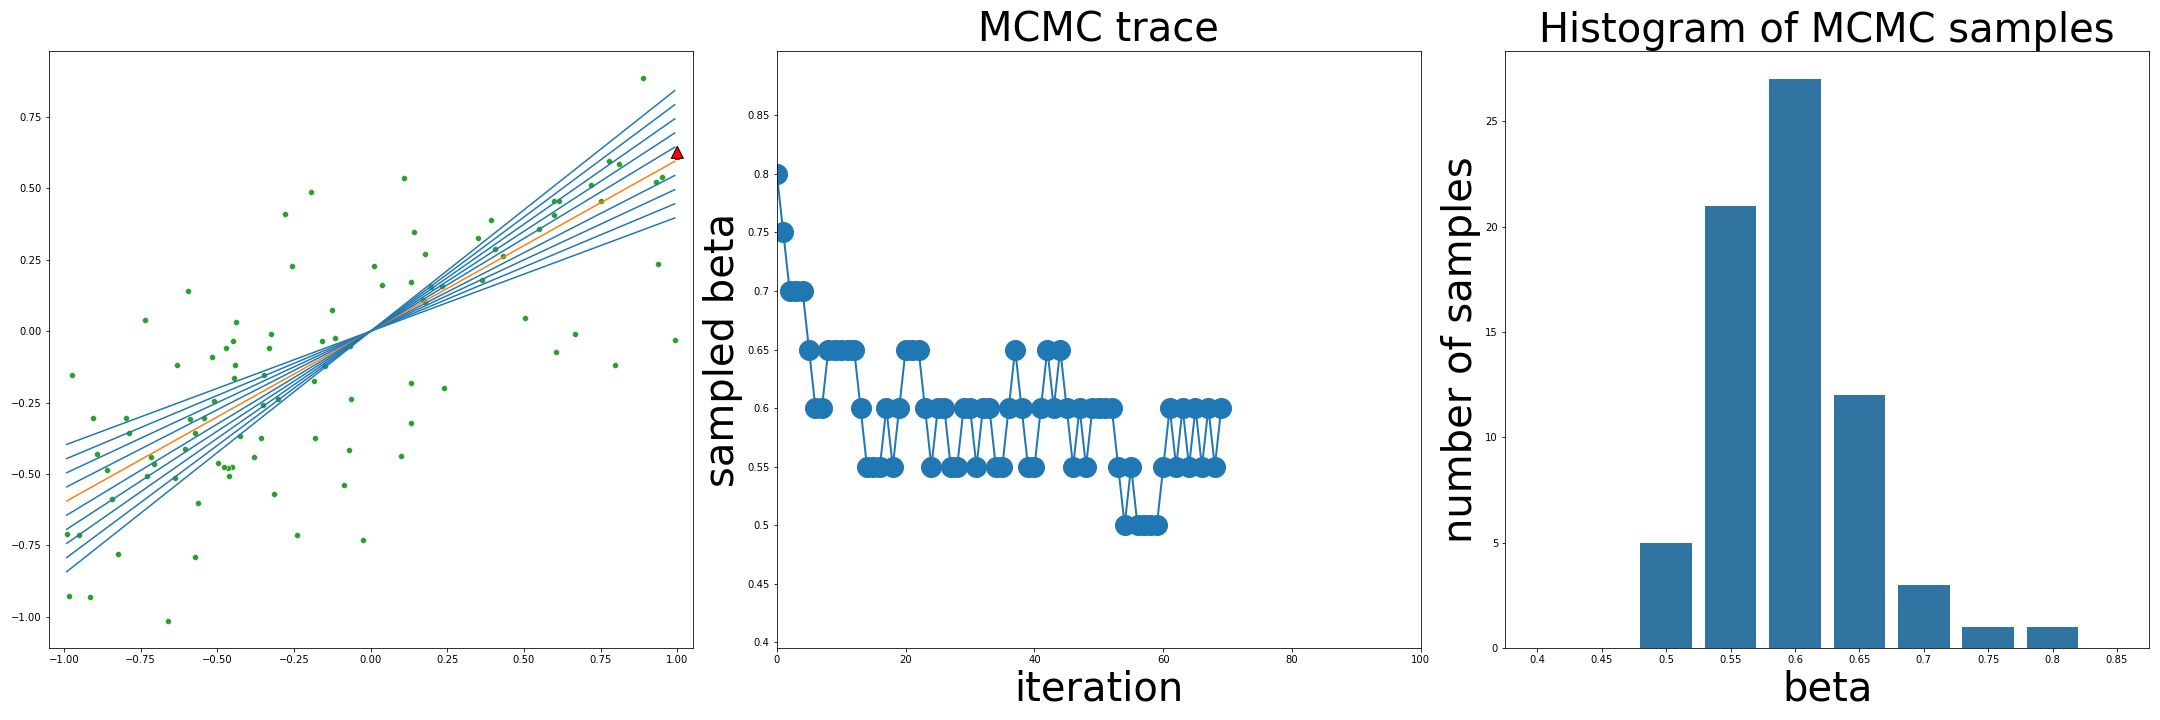 MCMC trace
Histogram of MCMC samples
0.75
0.50
0.25
0.00
−0.25
−0.50
−0.75
−1.00
−1.00 −0.75 −0.50 −0.25 0.00 0.25 0.50 0.75 1.00
sampled beta
0.85
0.8
0.75
0.7
0.65
0.6
0.55
0.5
0.45
0.4
0 20 40 60 80 100
iteration
number of samples
25
20
15
10
5
0
0.4 0.45 0.5 0.55 0.6 0.65 0.7 0.75 0.8 0.85
beta